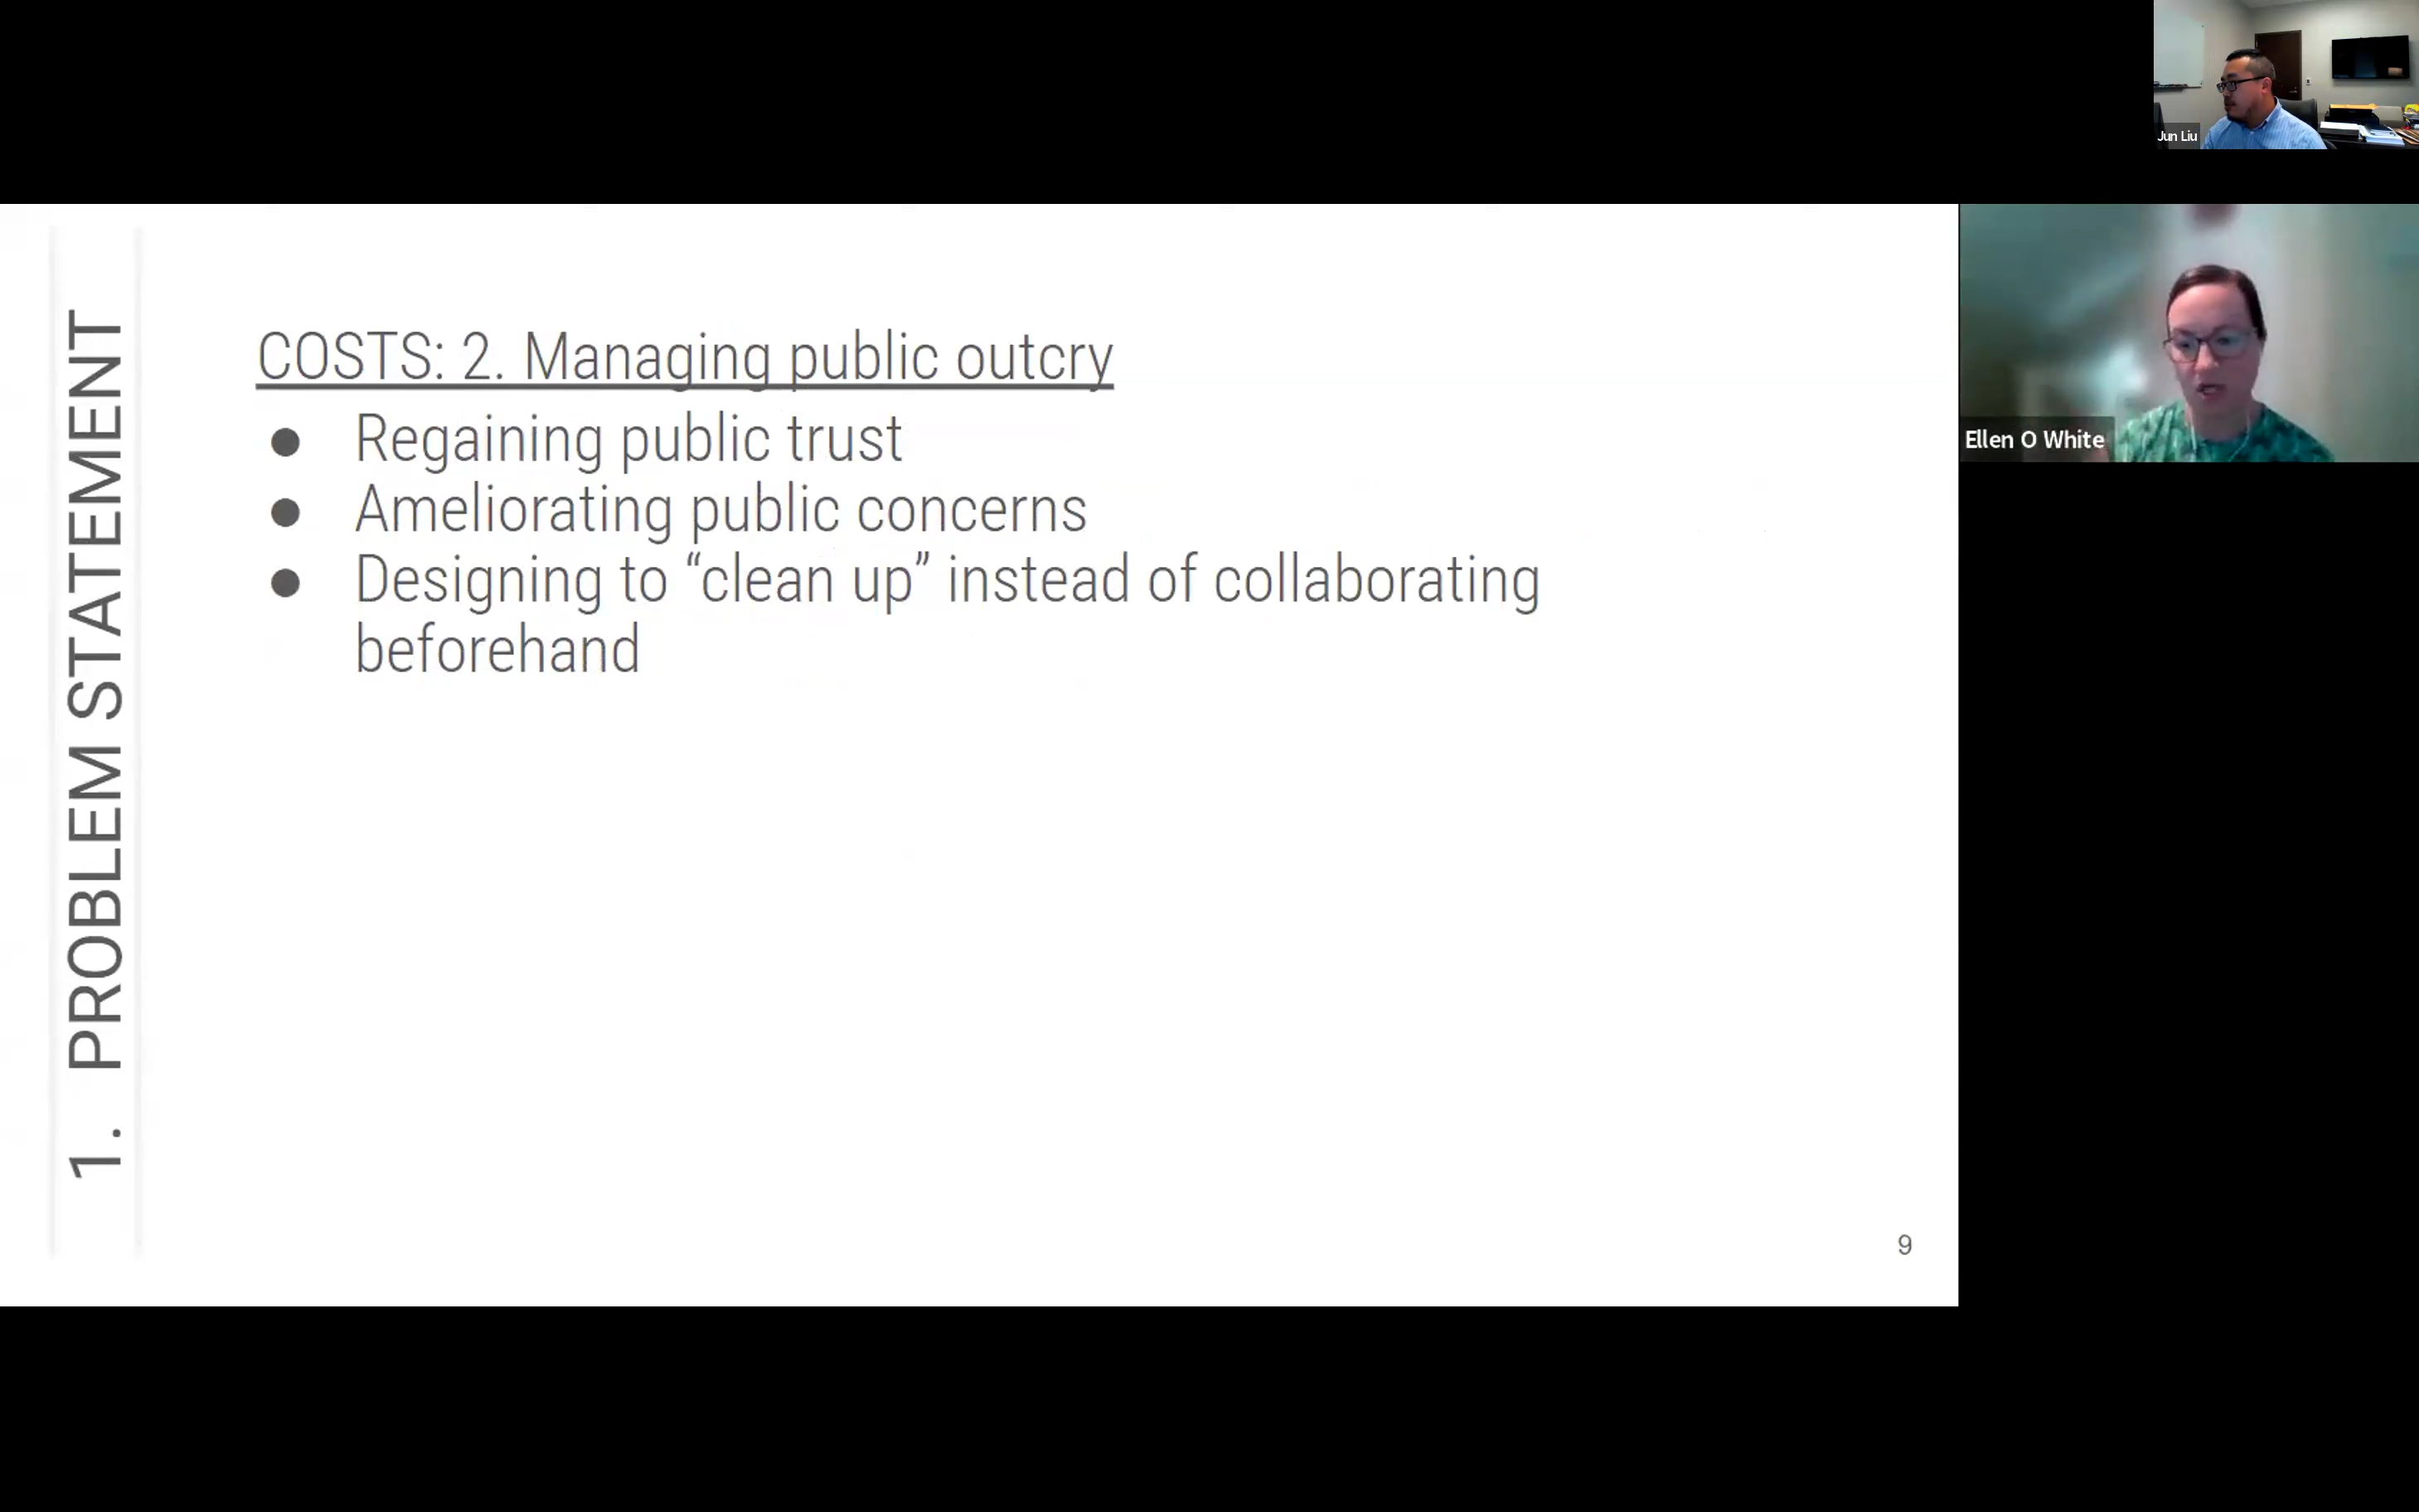 Jun Liu
1. PROBLEM STATEMENT
COSTS: 2. Managing public outcry
● Regaining public trust
● Ameliorating public concerns
● Designing to “clean up” instead of collaborating
beforehand
Ellen O White
9